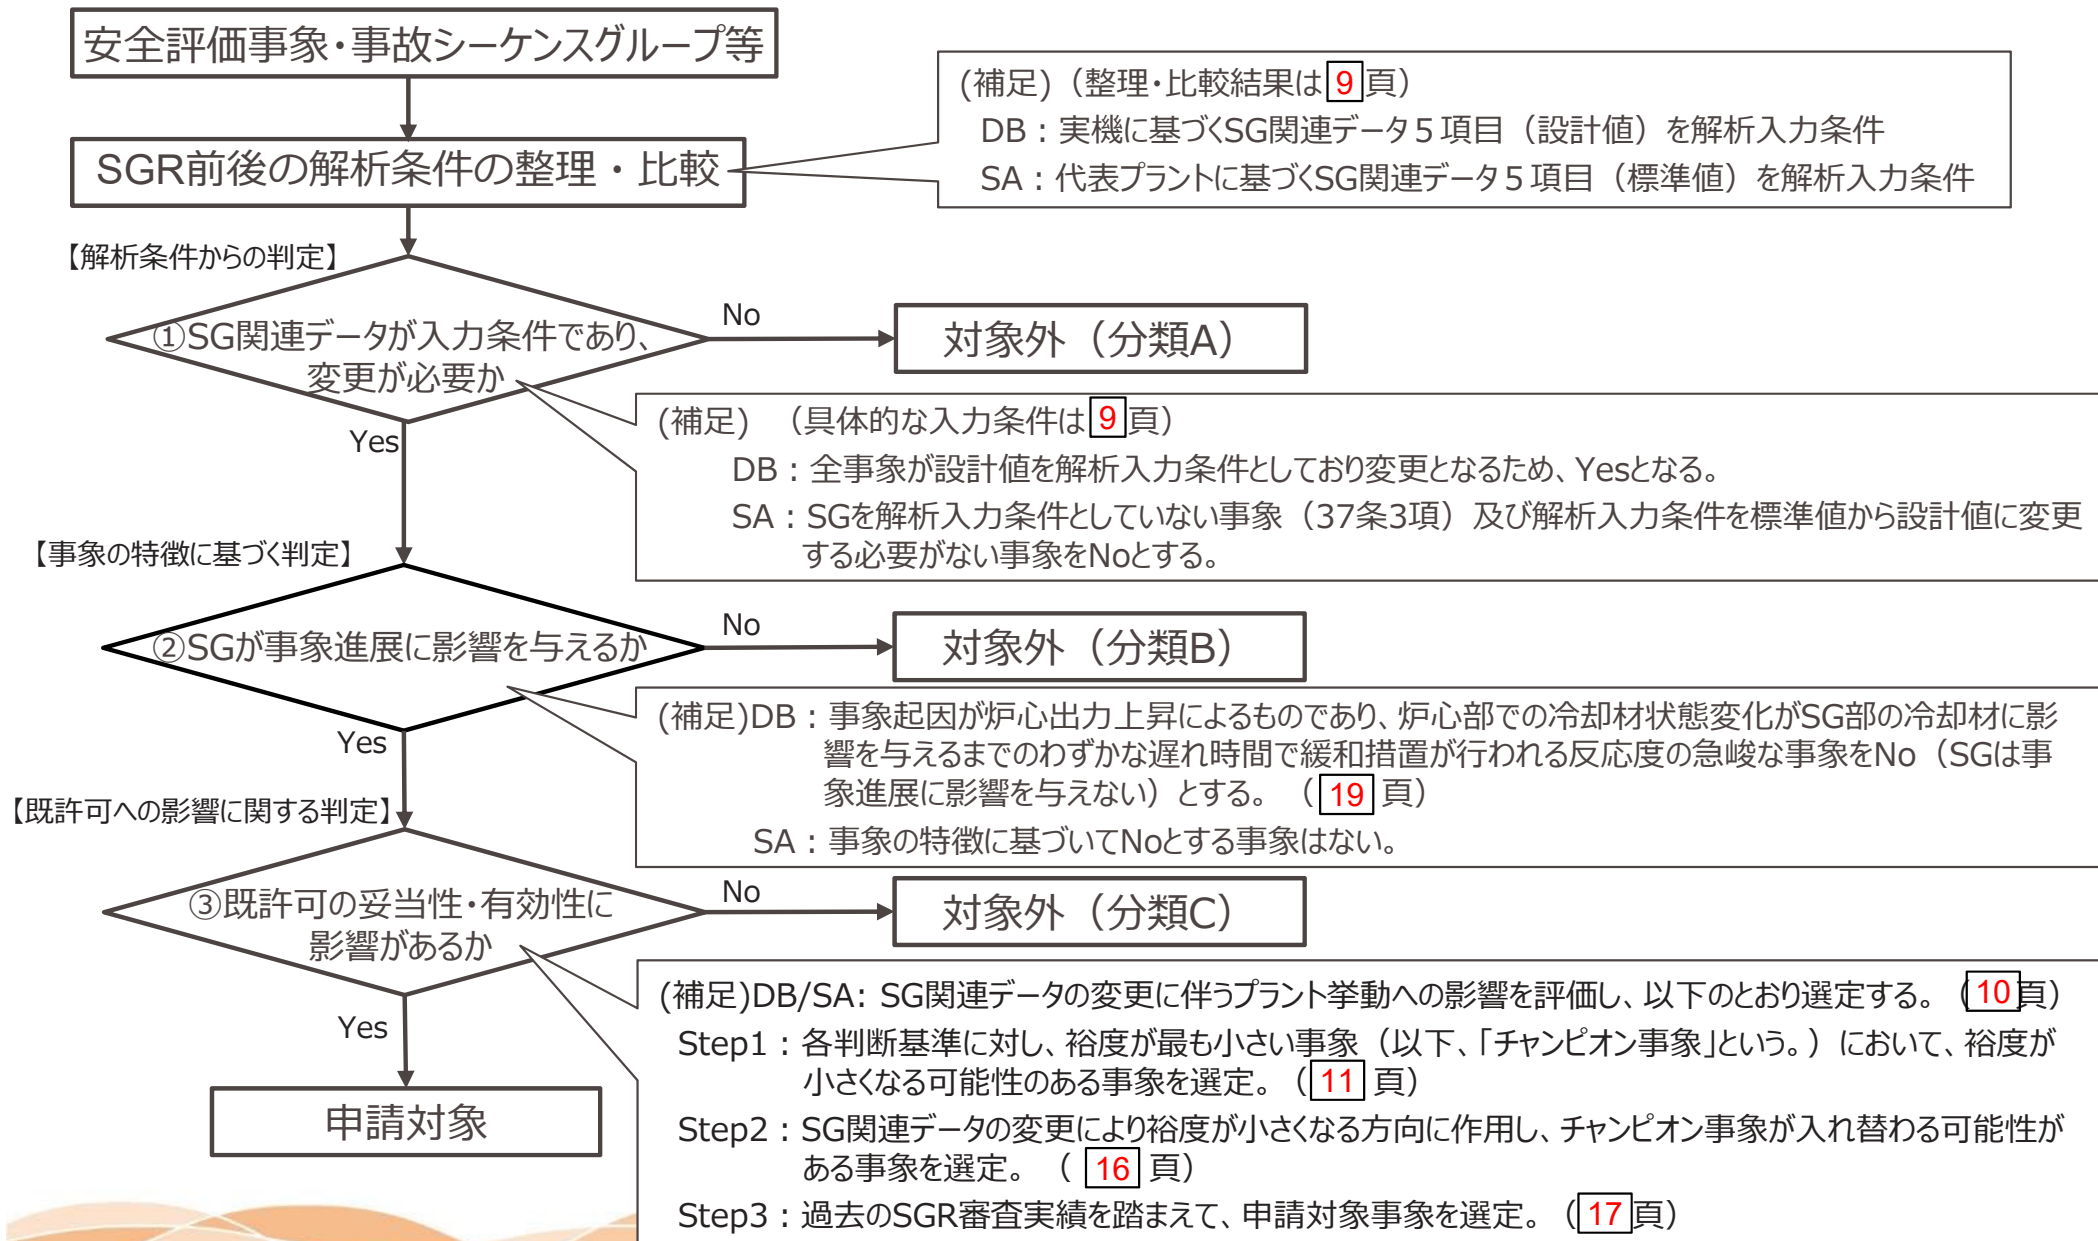 安全評価事象・事故シーケンスグループ等
SGR前後の解析条件の整理・比較
(補足)（整理・比較結果は9頁）
DB：実機に基づくSG関連データ５項目（設計値）を解析入力条件
SA：代表プラントに基づくSG関連データ５項目（標準値）を解析入力条件
【解析条件からの判定】
①SG関連データが入力条件であり、
変更が必要か
No
対象外（分類A）
Yes
(補足)　（具体的な入力条件は9頁）
DB：全事象が設計値を解析入力条件としており変更となるため、Yesとなる。
SA：SGを解析入力条件としていない事象（37条3項）及び解析入力条件を標準値から設計値に変更
する必要がない事象をNoとする。
【事象の特徴に基づく判定】
②SGが事象進展に影響を与えるか
No
対象外（分類B）
Yes
(補足)DB：事象起因が炉心出力上昇によるものであり、炉心部での冷却材状態変化がSG部の冷却材に影
響を与えるまでのわずかな遅れ時間で緩和措置が行われる反応度の急峻な事象をNo（SGは事
象進展に影響を与えない）とする。（19頁）
SA：事象の特徴に基づいてNoとする事象はない。
【既許可への影響に関する判定】
③既許可の妥当性・有効性に
影響があるか
No
対象外（分類C）
Yes
申請対象
(補足)DB/SA: SG関連データの変更に伴うプラント挙動への影響を評価し、以下のとおり選定する。（10頁）
Step1：各判断基準に対し、裕度が最も小さい事象（以下、「チャンピオン事象」という。）において、裕度が
小さくなる可能性のある事象を選定。（11頁）
Step2：SG関連データの変更により裕度が小さくなる方向に作用し、チャンピオン事象が入れ替わる可能性が
ある事象を選定。（16頁）
Step3：過去のSGR審査実績を踏まえて、申請対象事象を選定。（17頁）